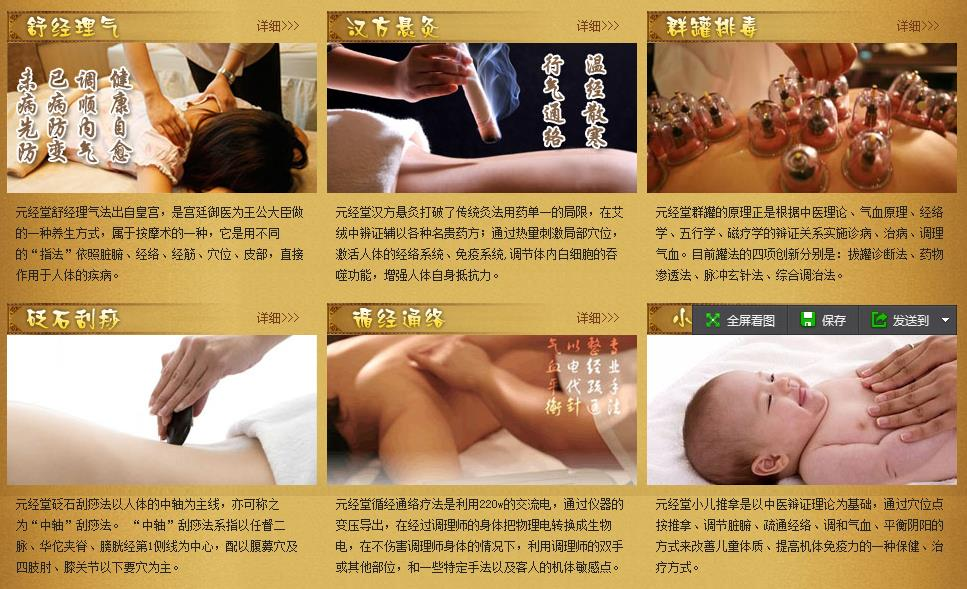 舒经理气
详细>>>
健康自愈
调顺内气
已病防变
未病先防
元经堂舒经理气法出自皇宫，是宫廷御医为王公大臣做
的一种养生方式，属于按摩术的一种，它是用不同
的“指法”依照脏腑、经络、经筋、穴位、皮部，直接
作用于人体的疾病。
汉方悬灸
详细>>>
温经散寒
行气通络
元经堂汉方悬灸打破了传统灸法用药单一的局限，在艾
绒中辩证辅以各种名贵药方；通过热量刺激局部穴位，
激活人体的经络系统、免疫系统,调节体内白细胞的吞
噬功能，增强人体自身抵抗力。
群罐排毒
详细>>>
元经堂群罐的原理正是根据中医理论、气血原理、经络
学、五行学、磁疗学的辩证关系实施诊病、治病、调理
气血。目前罐法的四项创新分别是：拔罐诊断法、药物
渗透法、脉冲玄针法、综合调治法。
砭石刮痧
详细>>>
元经堂砭石刮痧法以人体的中轴为主线，亦可称之
为“中轴”刮痧法。 “中轴”刮痧法系指以任督二
脉、华佗夹脊、膀胱经第1侧线为中心，配以腹募穴及
四肢肘、膝关节以下要穴为主。
循经通络
详细>>>
专业手法
整经疏通
以电代针
气血平衡
元经堂循经通络疗法是利用220w的交流电，通过仪器的
变压导出，在经过调理师的身体把物理电转换成生物
电，在不伤害调理师身体的情况下，利用调理师的双手
或其他部位，和一些特定手法以及客人的机体敏感点。
小
全屏看图
保存
发送到
元经堂小儿推拿是以中医辩证理论为基础，通过穴位点
按推拿、调节脏腑、疏通经络、调和气血、平衡阴阳的
方式来改善儿童体质、提高机体免疫力的一种保健、治
疗方式。